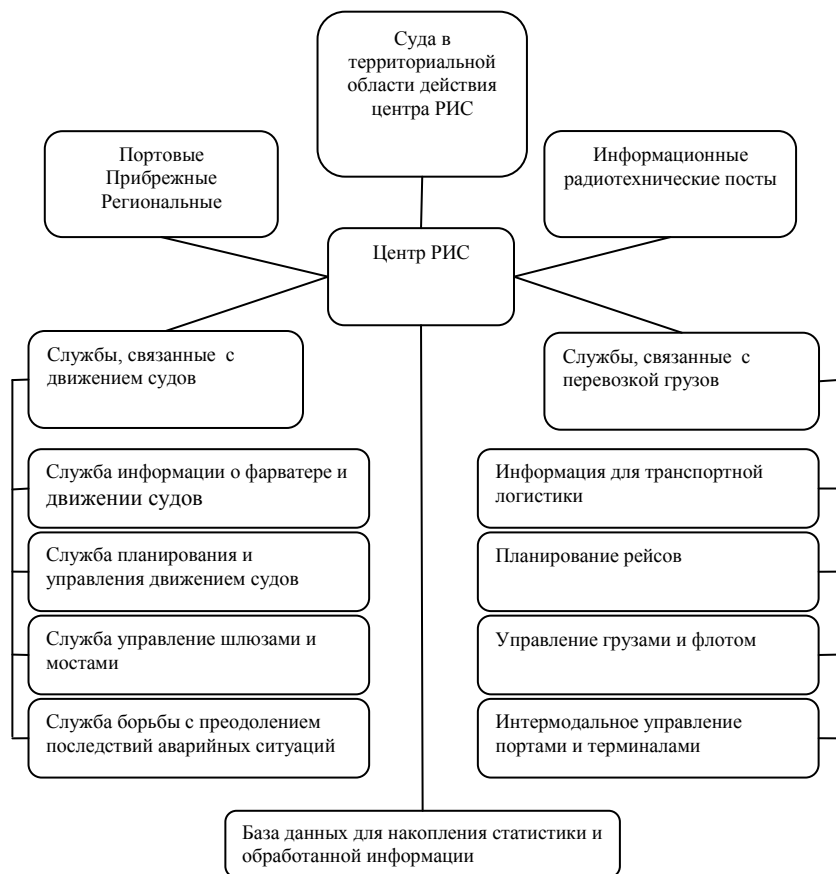 Суда в
территориальной
области действия
центра РИС
Портовые
Прибрежные
Региональные
Информационные
радиотехнические посты
Центр РИС
Службы, связанные с
движением судов
Службы, связанные с
перевозкой грузов
Служба информации о фарватере и
движении судов
Информация для транспортной
логистики
Служба планирования и
управления движением судов
Планирование рейсов
Служба управление шлюзами и
мостами
Управление грузами и флотом
Служба борьбы с преодолением
последствий аварийных ситуаций
Интермодальное управление
портами и терминалами
База данных для накопления статистики и
обработанной информации